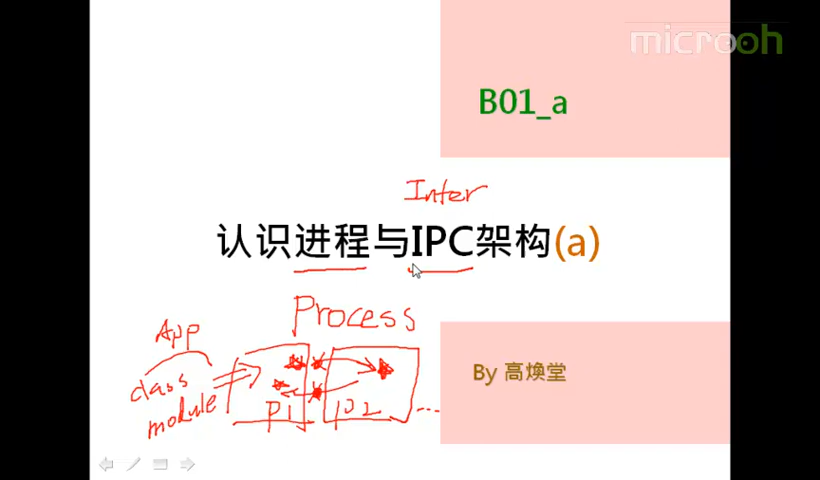 microoh
B01_a
Inter
认识进程与IPC架构(a)
Process
App
class
module
P1
P2
...
By 高焕堂